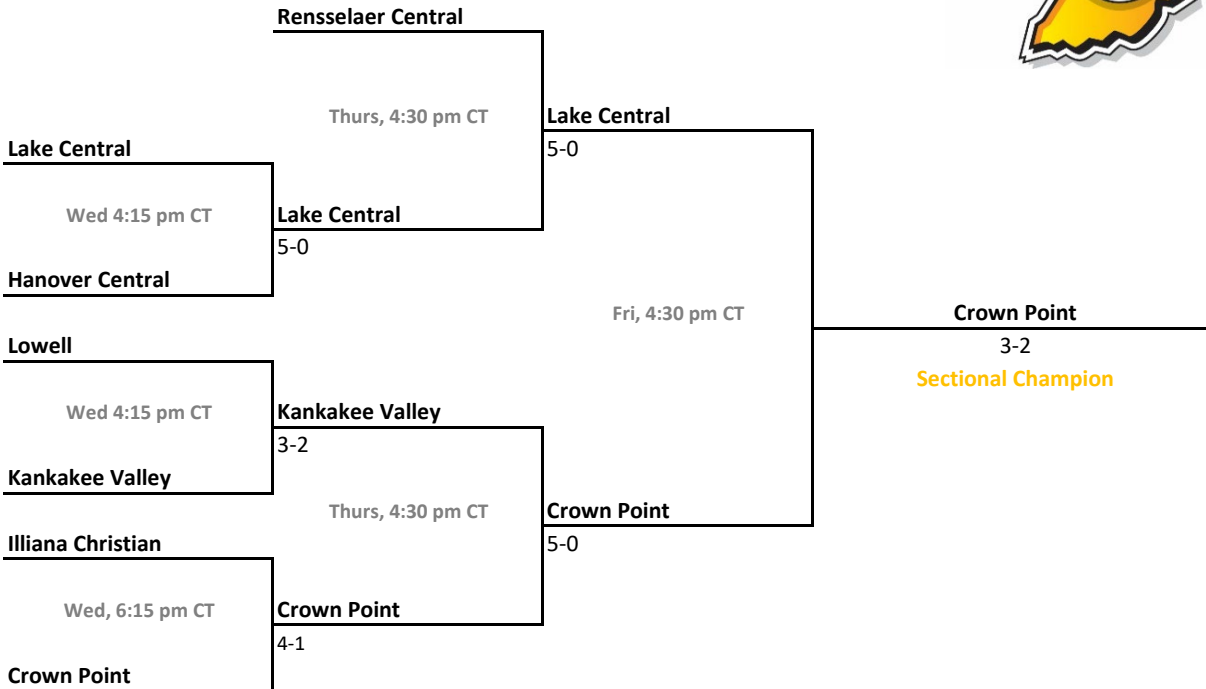 Rensselaer Central
Thurs, 4:30 pm CT
Lake Central
5-0
Lake Central
Wed 4:15 pm CT
Lake Central
5-0
Hanover Central
Fri, 4:30 pm CT
Crown Point
3-2
Sectional Champion
Lowell
Wed 4:15 pm CT
Kankakee Valley
3-2
Kankakee Valley
Thurs, 4:30 pm CT
Crown Point
5-0
Illiana Christian
Wed, 6:15 pm CT
Crown Point
4-1
Crown Point